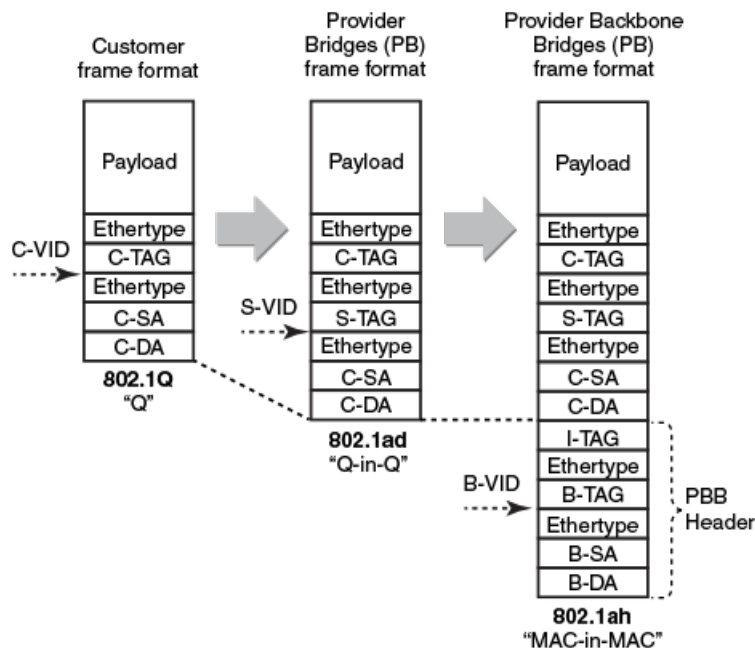 Customer
frame format
Provider
Bridges (PB)
frame format
Provider Backbone
Bridges (PB)
frame format
Payload
Ethertype
C-TAG
Ethertype
C-SA
C-DA
C-VID
802.1Q
“Q”
Payload
Ethertype
C-TAG
Ethertype
S-TAG
Ethertype
C-SA
C-DA
S-VID
802.1ad
“Q-in-Q”
Payload
Ethertype
C-TAG
Ethertype
S-TAG
Ethertype
C-SA
C-DA
I-TAG
Ethertype
B-TAG
Ethertype
B-SA
B-DA
B-VID
PBB
Header
802.1ah
“MAC-in-MAC”